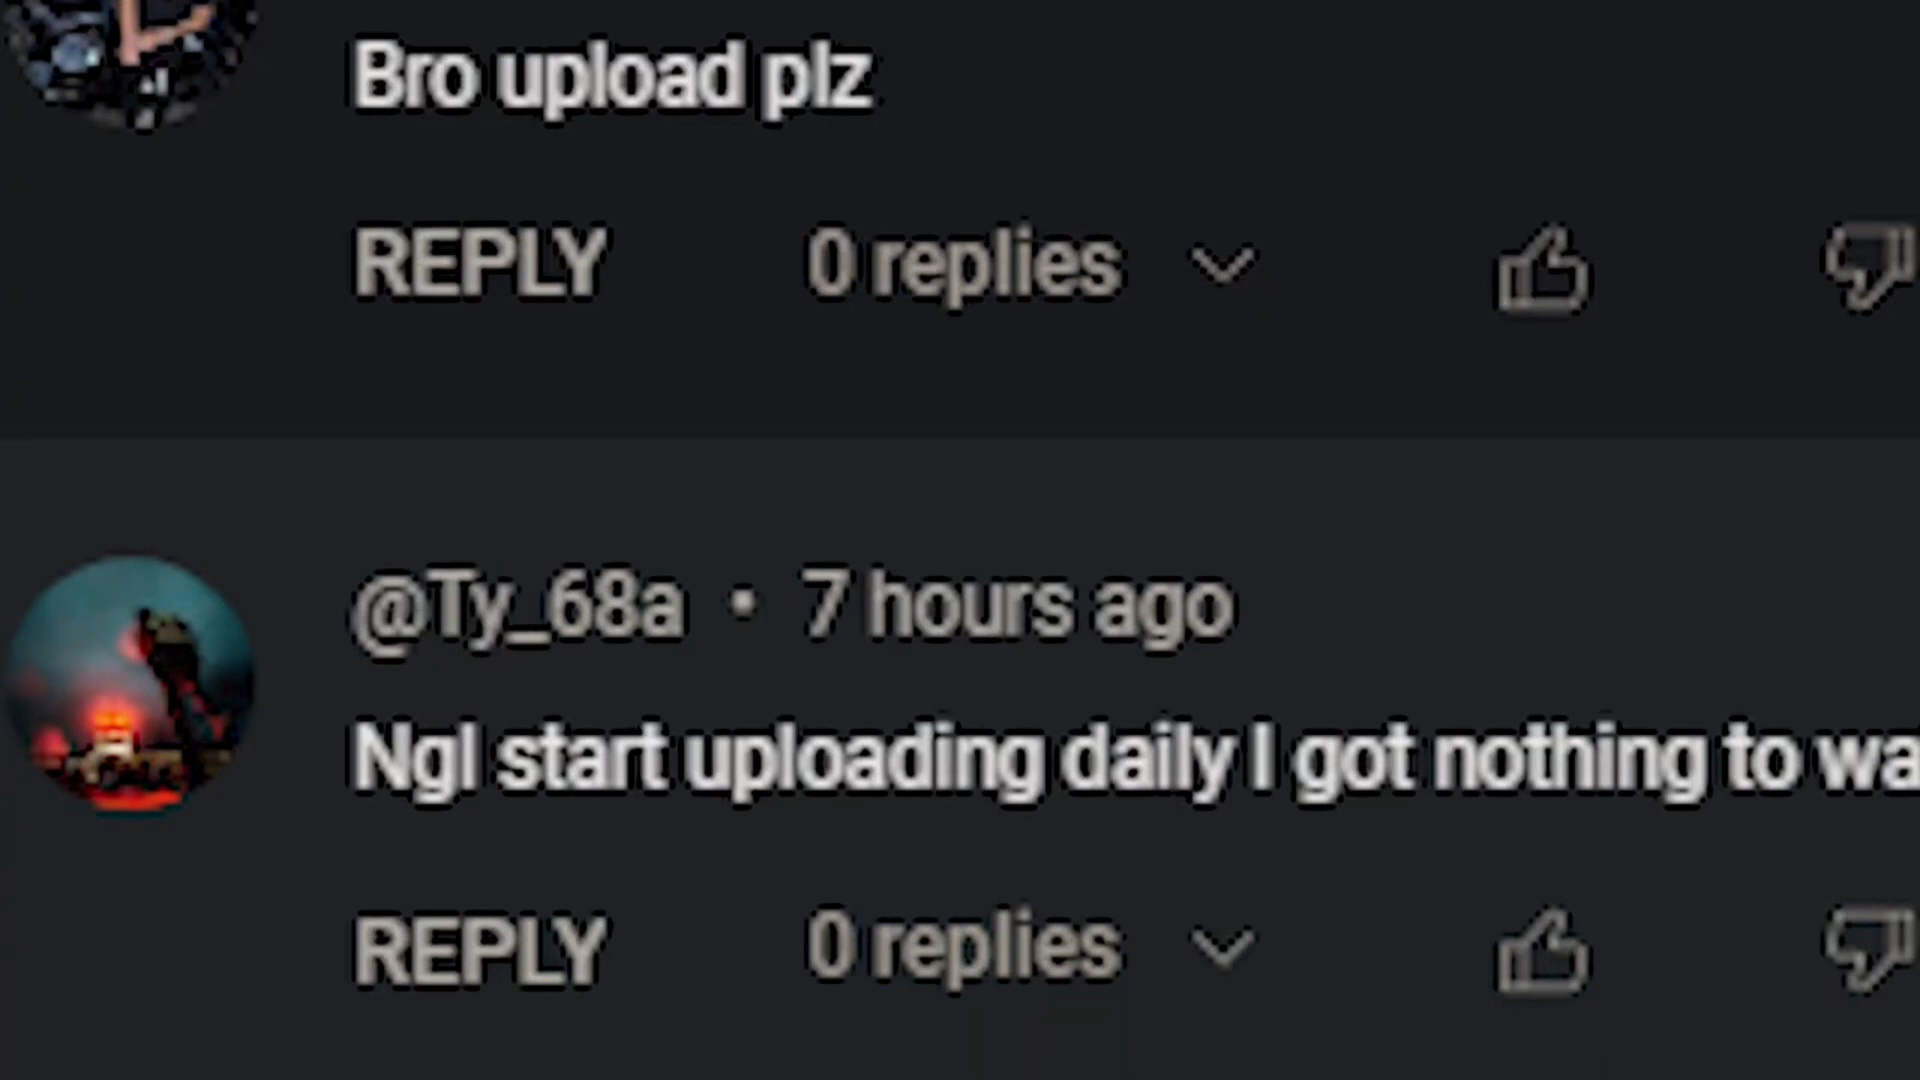 Bro upload plz
REPLY 0 replies
@Ty_68a • 7 hours ago
Ngl start uploading daily I got nothing to wa
REPLY 0 replies